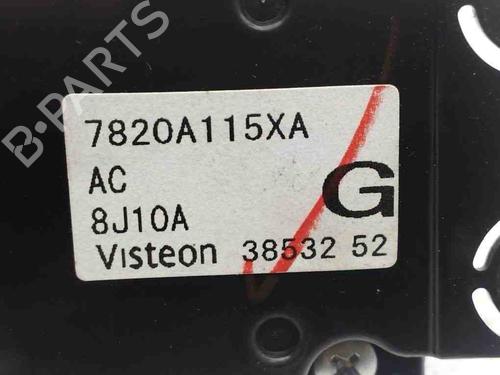 B-PARTS
7820A115XA
AC
8J10A
G
Visteon 38532 52